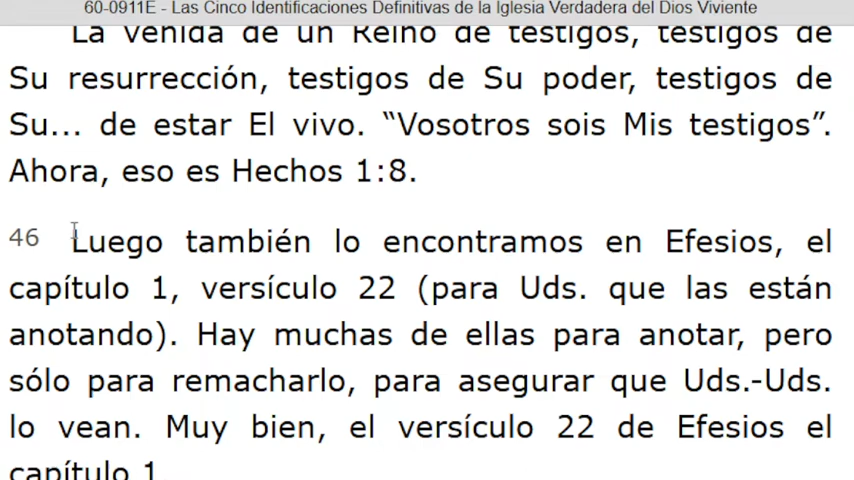 60-0911E - Las Cinco Identificaciones Definitivas de la Iglesia Verdadera del Dios Viviente
La venida de un Reino de testigos, testigos de
Su resurrección, testigos de Su poder, testigos de
Su... de estar El vivo. “Vosotros sois Mis testigos”.
Ahora, eso es Hechos 1:8.
46 Luego también lo encontramos en Efesios, el
capítulo 1, versículo 22 (para Uds. que las están
anotando). Hay muchas de ellas para anotar, pero
sólo para remacharlo, para asegurar que Uds.-Uds.
lo vean. Muy bien, el versículo 22 de Efesios el
capítulo 1